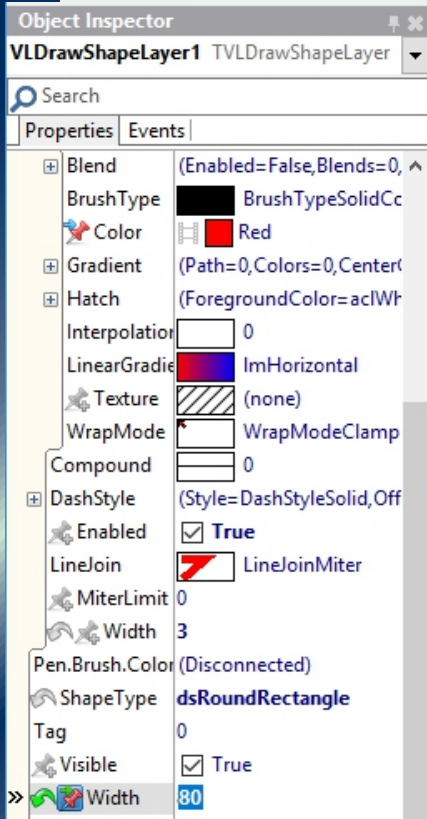 Object Inspector
VLDrawShapeLayer1 TVLDrawShapeLayer
Search
Properties Events
Blend (Enabled=False,Blends=0,
BrushType BrushTypeSolidCo
Color Red
Gradient (Path=0,Colors=0,Center
Hatch (ForegroundColor=aclWh
Interpolation 0
LinearGradie lmHorizontal
Texture (none)
WrapMode WrapModeClamp
Compound 0
DashStyle (Style=DashStyleSolid,Off
Enabled True
LineJoin LineJoinMiter
MiterLimit 0
Width 3
Pen.Brush.Color (Disconnected)
ShapeType dsRoundRectangle
Tag 0
Visible True
» Width 80